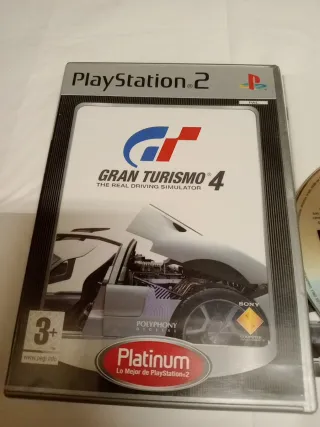 PlayStation®2
GT
GRAN TURISMO® 4
THE REAL DRIVING SIMULATOR
3+
www.pegi.info
POLYPHONY
DIGITAL
SONY
Platinum
Lo Mejor de PlayStation®2